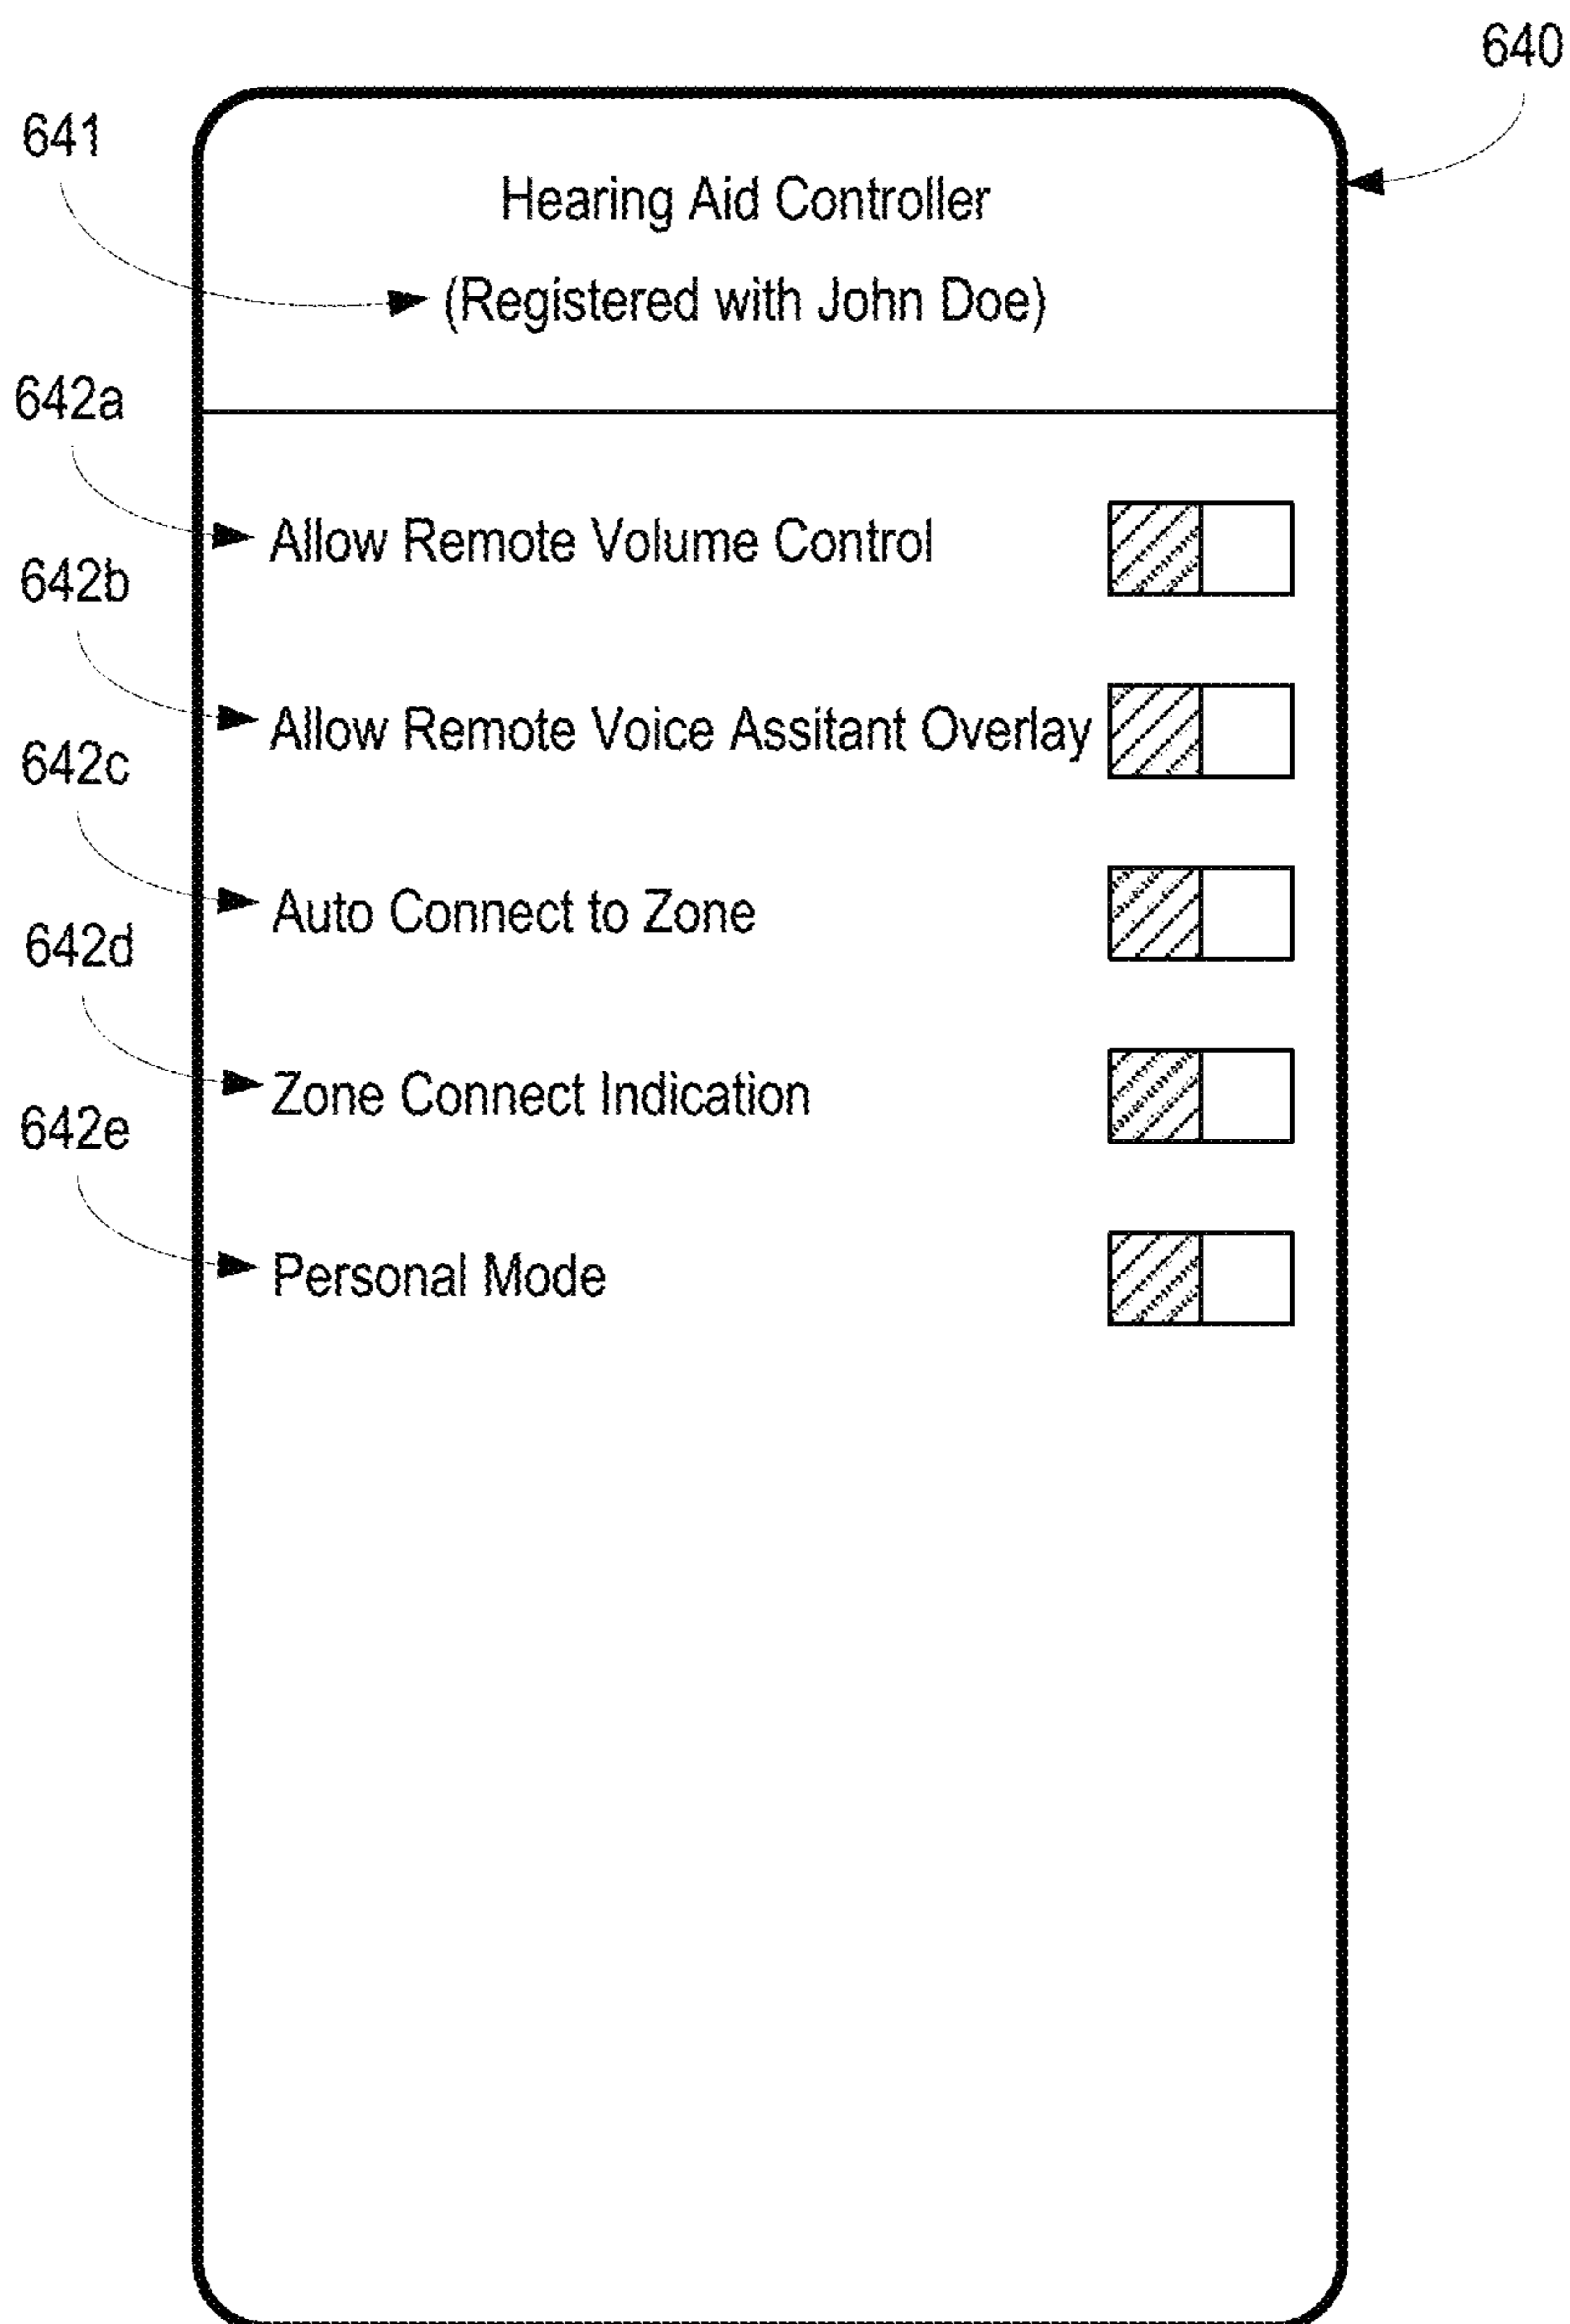 640
641
Hearing Aid Controller
(Registered with John Doe)
642a
Allow Remote Volume Control
642b
Allow Remote Voice Assitant Overlay
642c
Auto Connect to Zone
642d
Zone Connect Indication
642e
Personal Mode